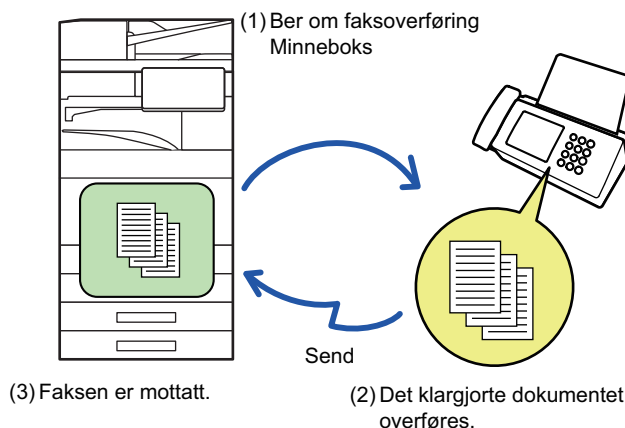 (1) Ber om faksoverføring
Minneboks
Send
(3) Faksen er mottatt.
(2) Det klargjorte dokumentet
overføres.